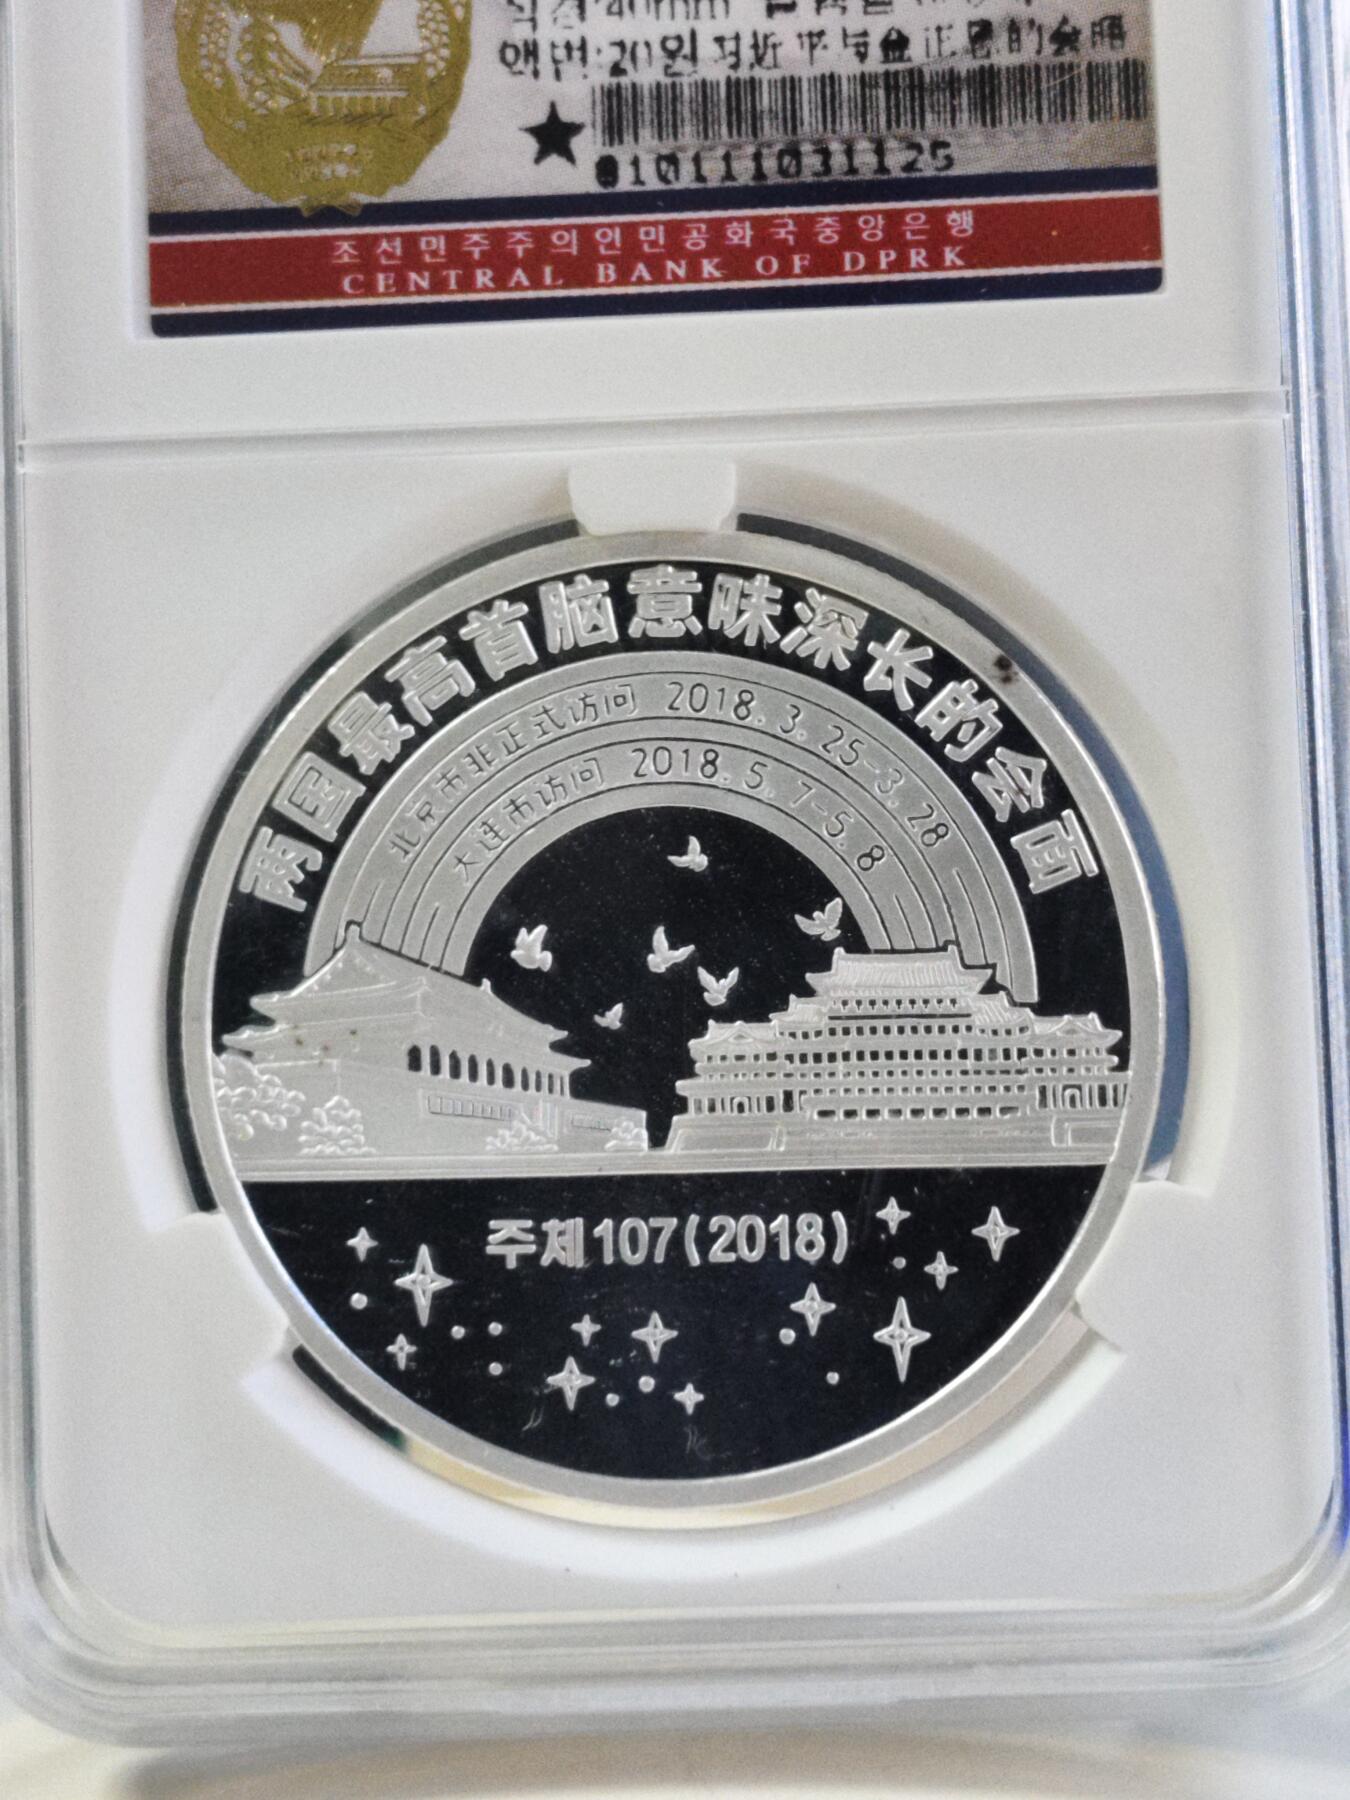 직경:40mm
액면:20원 习近平与金正恩的会晤
010111031125
조선민주주의인민공화국중앙은행
CENTRAL BANK OF DPRK
两国最高首脑意味深长的会面
北京市非正式访问 2018.3.25-3.28
大连市访问 2018.5.7-5.8
주체107(2018)